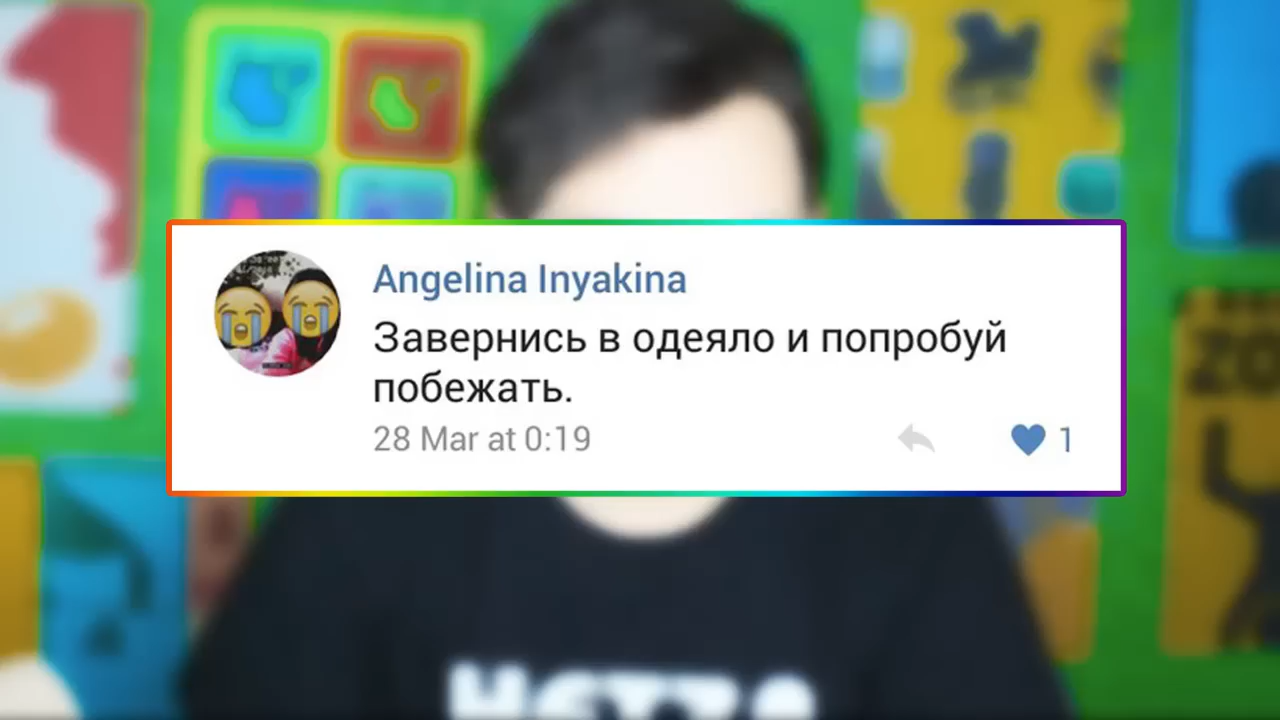 Angelina Inyakina
Завернись в одеяло и попробуй
побежать.
28 Mar at 0:19
1